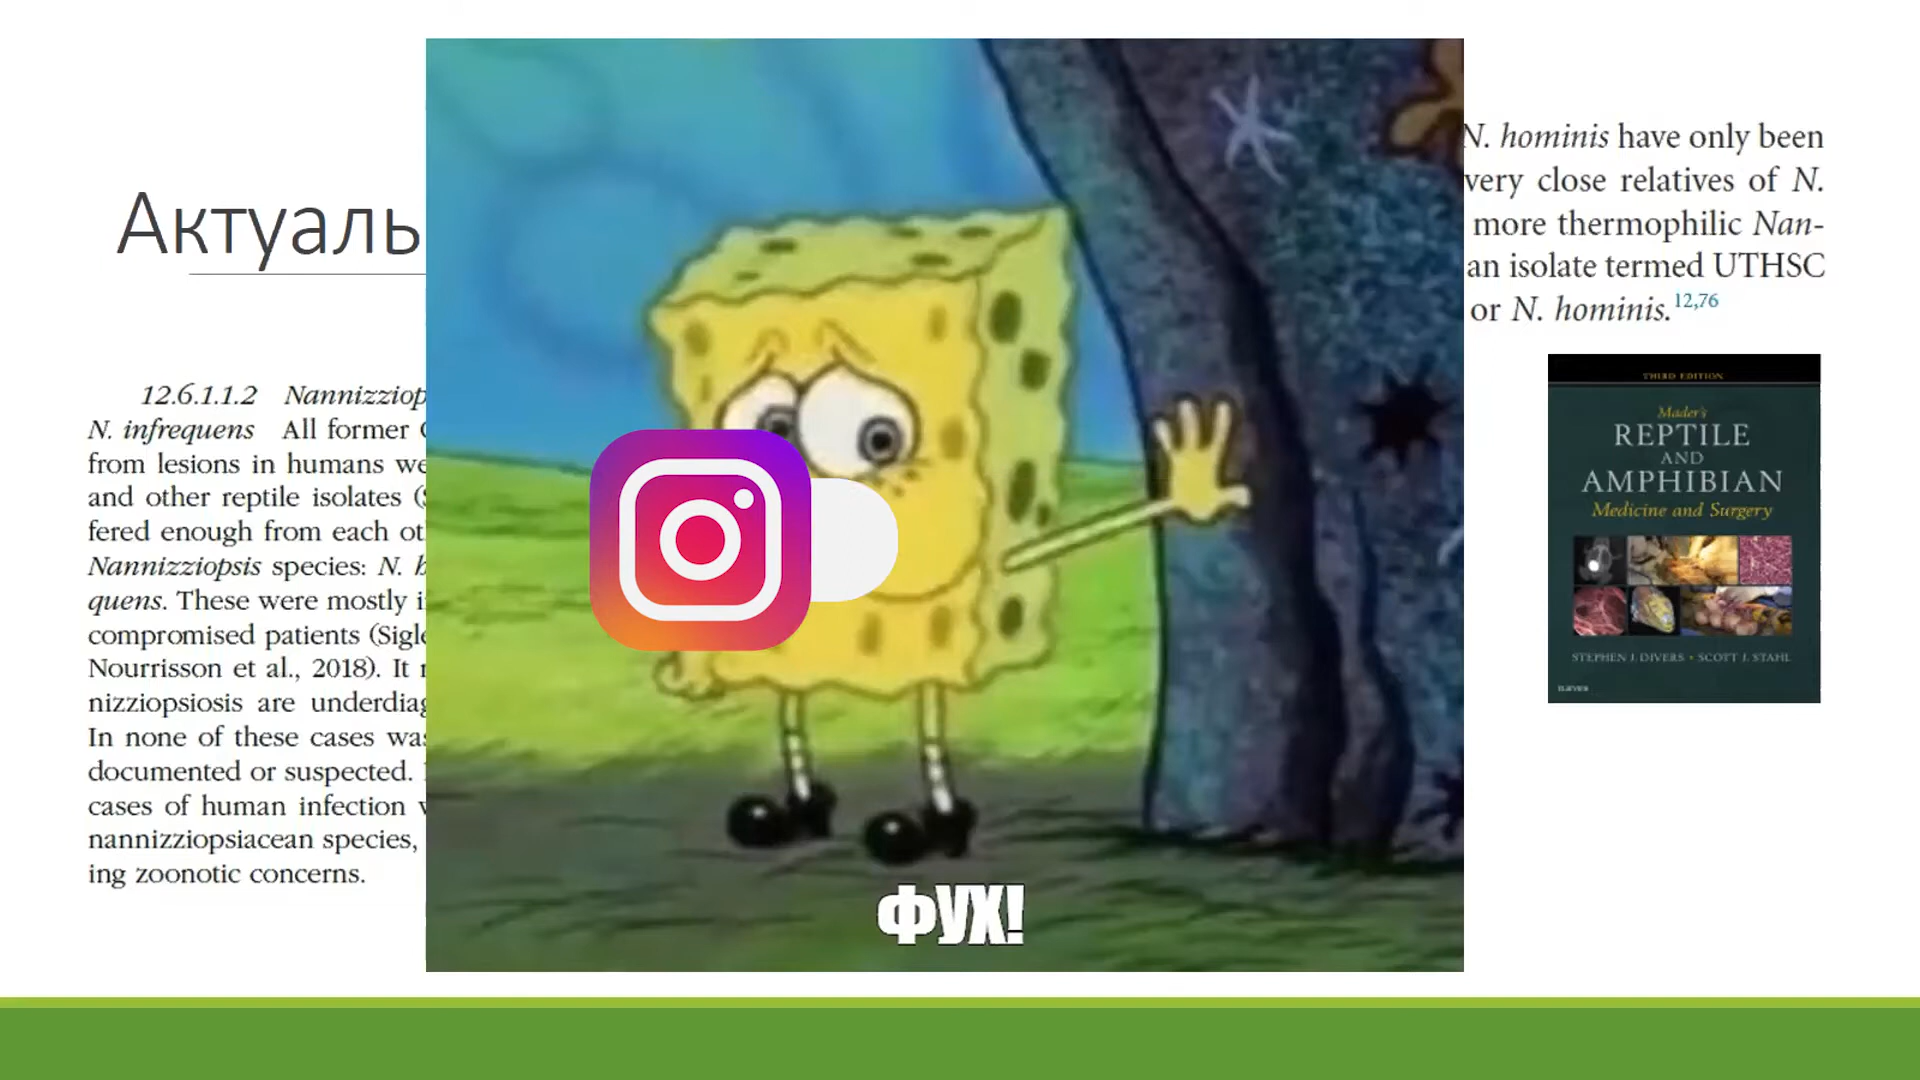 Актуаль
12.6.1.1.2 Nannizziop
N. infrequens All former
from lesions in humans we
and other reptile isolates (
fered enough from each ot
Nannizziopsis species: N. h
quens. These were mostly i
compromised patients (Sigle
Nourrisson et al., 2018). It
nizziopsiosis are underdiag
In none of these cases was
documented or suspected.
cases of human infection
nannizziopsiacean species,
ing zoonotic concerns.
ФУХ!
N. hominis have only been
very close relatives of N.
more thermophilic Nan-
an isolate termed UTHSC
or N. hominis.12,76
THIRD EDITION
Mader's
REPTILE
AND
AMPHIBIAN
Medicine and Surgery
STEPHEN J. DIVERS • SCOTT J. STAHL
ELSEVIER